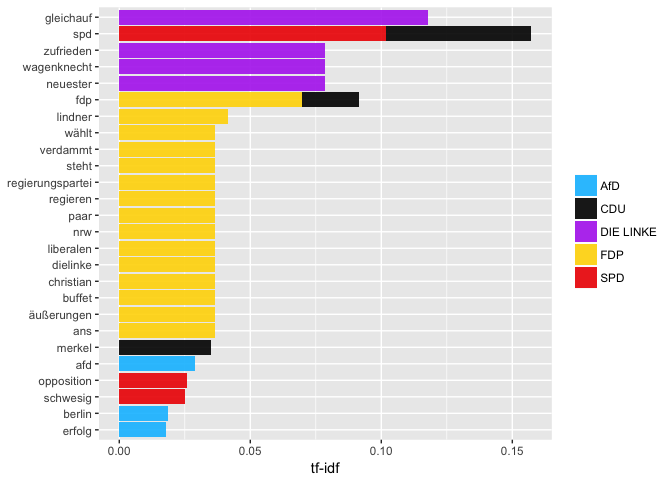 gleichauf
spd
zufrieden
wagenknecht
neuester
fdp
lindner
wählt
verdammt
steht
regierungspartei
regieren
paar
nrw
liberalen
dielinke
christian
buffet
äußerungen
ans
merkel
afd
opposition
schwesig
berlin
erfolg
0.00 0.05 0.10 0.15
tf-idf
AfD
CDU
DIE LINKE
FDP
SPD